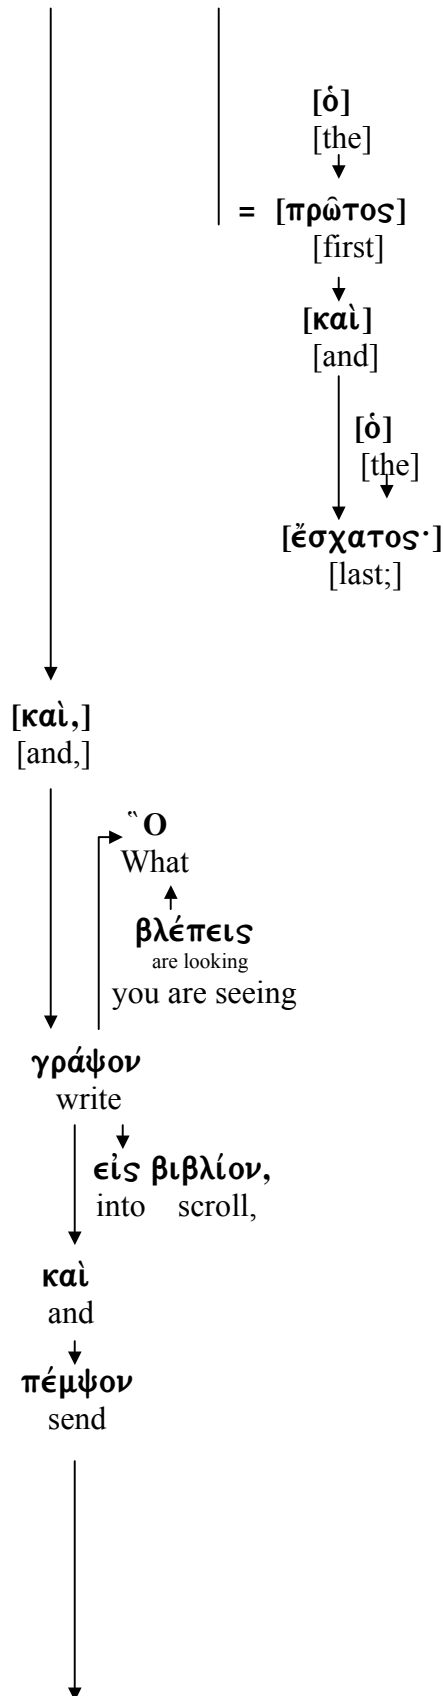 [ὁ]
[the]
= [πρῶτος]
[first]
[καὶ]
[and]
[ὁ]
[the]
[ἔσχατος·]
[last;]
[καὶ,]
[and,]
῞Ο
What
βλέπεις
are looking
you are seeing
γράψον
write
εἰς βιβλίον,
into scroll,
καὶ
and
πέμψον
send